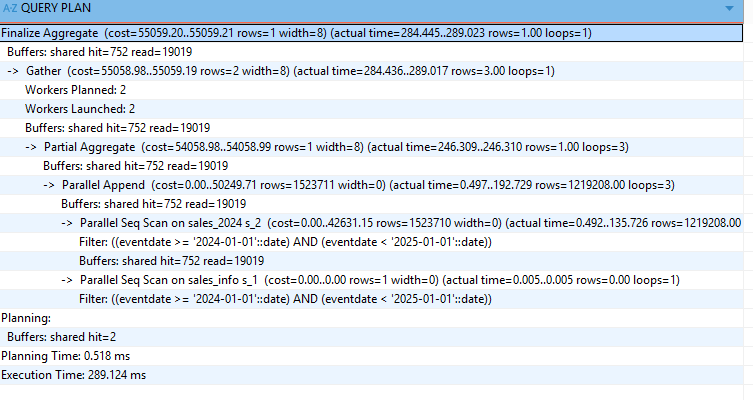 A-Z QUERY PLAN
Finalize Aggregate (cost=55059.20..55059.21 rows=1 width=8) (actual time=284.445..289.023 rows=1.00 loops=1)
Buffers: shared hit=752 read=19019
-> Gather (cost=55058.98..55059.19 rows=2 width=8) (actual time=284.436..289.017 rows=3.00 loops=1)
Workers Planned: 2
Workers Launched: 2
Buffers: shared hit=752 read=19019
-> Partial Aggregate (cost=54058.98..54058.99 rows=1 width=8) (actual time=246.309..246.310 rows=1.00 loops=3)
Buffers: shared hit=752 read=19019
-> Parallel Append (cost=0.00..50249.71 rows=1523711 width=0) (actual time=0.497..192.729 rows=1219208.00 loops=3)
Buffers: shared hit=752 read=19019
-> Parallel Seq Scan on sales_2024 s_2 (cost=0.00..42631.15 rows=1523710 width=0) (actual time=0.492..135.726 rows=1219208.00
Filter: ((eventdate >= '2024-01-01'::date) AND (eventdate < '2025-01-01'::date))
Buffers: shared hit=752 read=19019
-> Parallel Seq Scan on sales_info s_1 (cost=0.00..0.00 rows=1 width=0) (actual time=0.005..0.005 rows=0.00 loops=1)
Filter: ((eventdate >= '2024-01-01'::date) AND (eventdate < '2025-01-01'::date))
Planning:
Buffers: shared hit=2
Planning Time: 0.518 ms
Execution Time: 289.124 ms